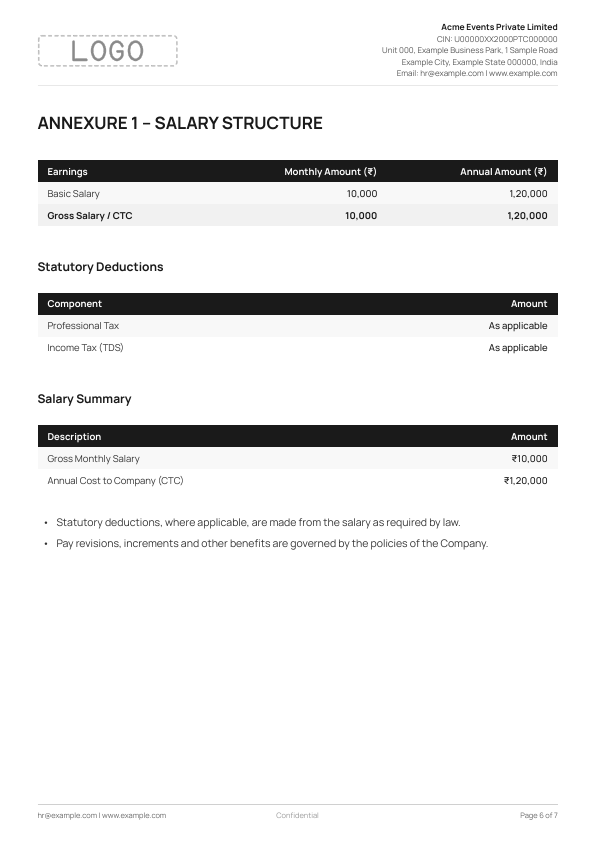 LOGO
Acme Events Private Limited
CIN: U00000XX2000PTC000000
Unit 000, Example Business Park, 1 Sample Road
Example City, Example State 000000, India
Email: hr@example.com | www.example.com
ANNEXURE 1 – SALARY STRUCTURE
Earnings Monthly Amount (₹) Annual Amount (₹)
Basic Salary 10,000 1,20,000
Gross Salary / CTC 10,000 1,20,000
Statutory Deductions
Component Amount
Professional Tax As applicable
Income Tax (TDS) As applicable
Salary Summary
Description Amount
Gross Monthly Salary ₹10,000
Annual Cost to Company (CTC) ₹1,20,000
• Statutory deductions, where applicable, are made from the salary as required by law.
• Pay revisions, increments and other benefits are governed by the policies of the Company.
hr@example.com | www.example.com Confidential Page 6 of 7